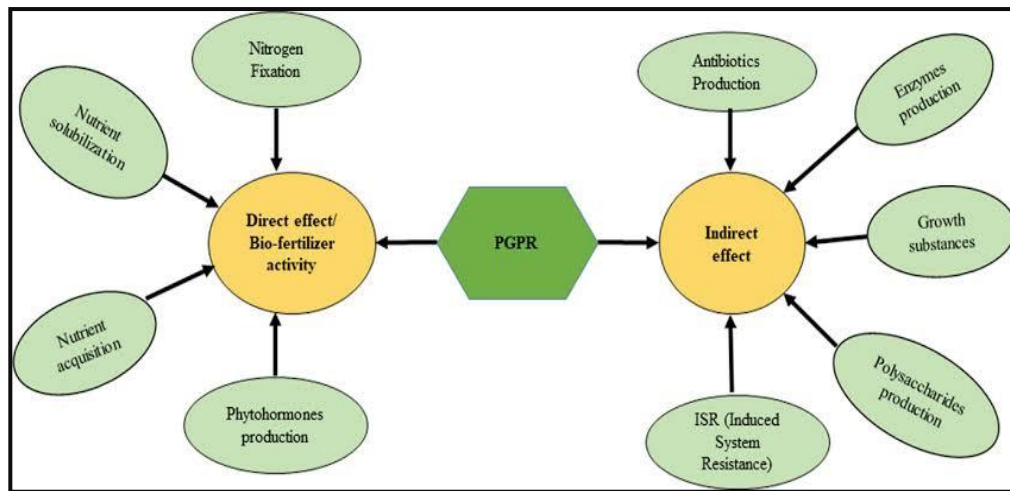 Nitrogen
Fixation
Nutrient
solubilization
Direct effect/
Bio-fertilizer
activity
Nutrient
acquisition
Phytohormones
production
PGPR
Antibiotics
Production
Enzymes
production
Indirect
effect
Growth
substances
Polysaccharides
production
ISR (Induced
System
Resistance)